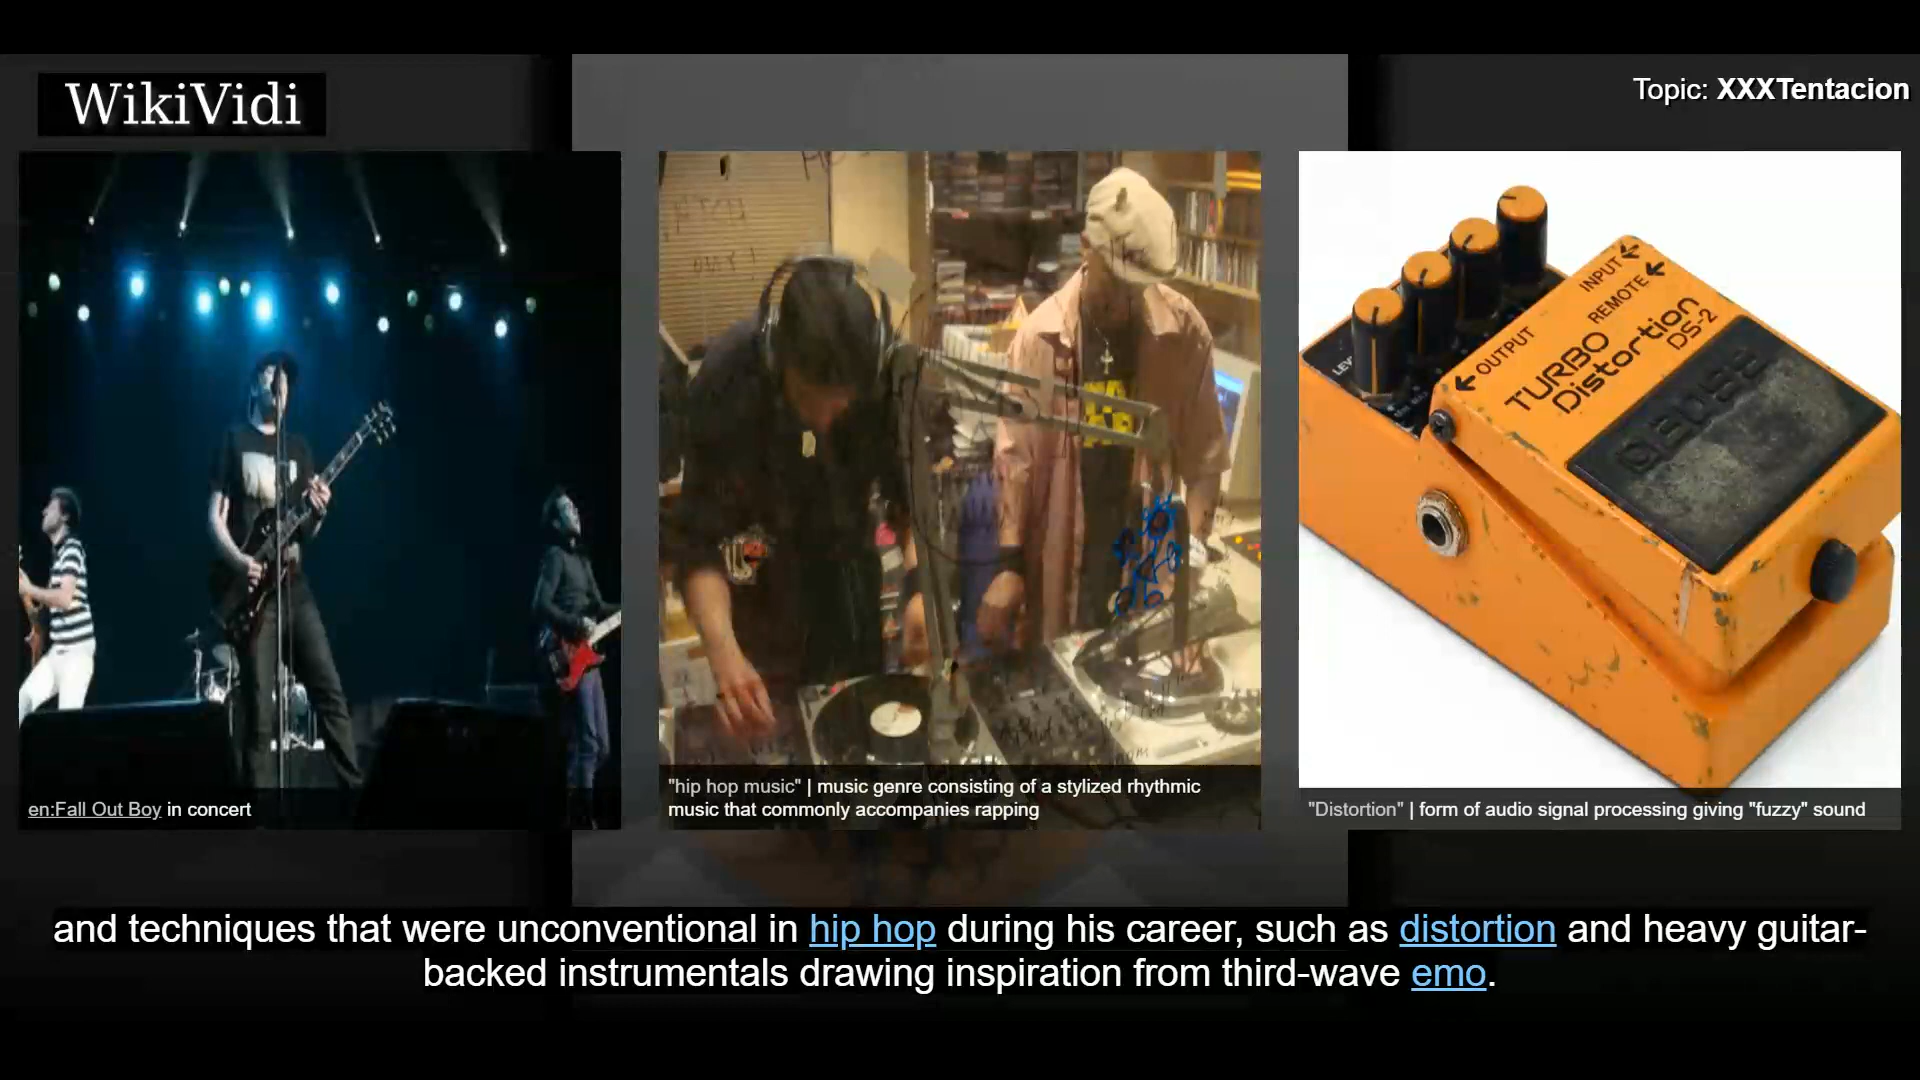 WikiVidi
Topic: XXXTentacion
INPUT
REMOTE
OUTPUT
TURBO
Distortion
DS-2
BOSS
en:Fall Out Boy in concert
"hip hop music" | music genre consisting of a stylized rhythmic
music that commonly accompanies rapping
"Distortion" | form of audio signal processing giving "fuzzy" sound
and techniques that were unconventional in hip hop during his career, such as distortion and heavy guitar-
backed instrumentals drawing inspiration from third-wave emo.